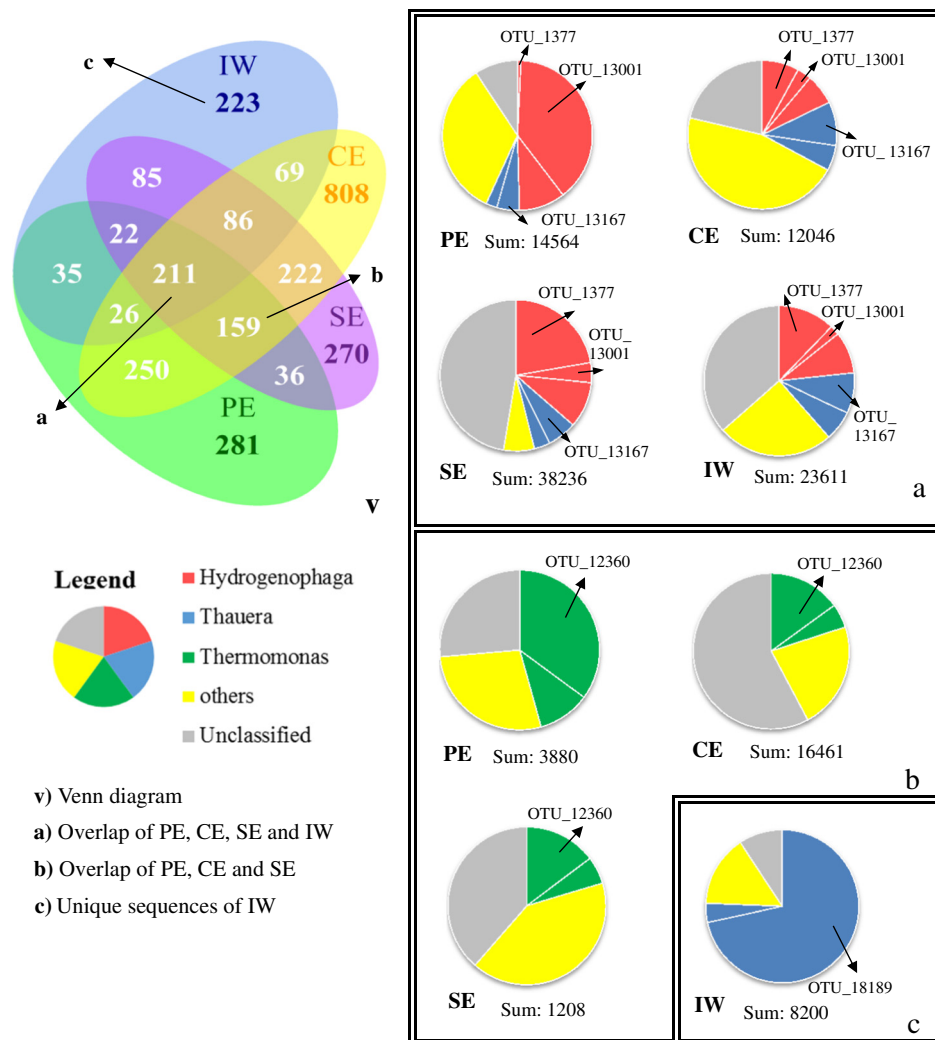 c
IW
223
CE
808
69
85
86
22
35
211
222
b
26
159
SE
270
250
36
a
PE
281
v
Legend
Hydrogenophaga
Thauera
Thermomonas
others
Unclassified
v) Venn diagram
a) Overlap of PE, CE, SE and IW
b) Overlap of PE, CE and SE
c) Unique sequences of IW
OTU_1377
OTU_13001
OTU_13167
PE
Sum: 14564
OTU_1377
OTU_13001
OTU_ 13167
CE
Sum: 12046
OTU_1377
OTU_
13001
OTU_13167
SE
Sum: 38236
OTU_1377
OTU_13001
OTU_
13167
IW
Sum: 23611
a
OTU_12360
PE
Sum: 3880
OTU_12360
CE
Sum: 16461
b
OTU_12360
SE
Sum: 1208
OTU_18189
IW
Sum: 8200
c